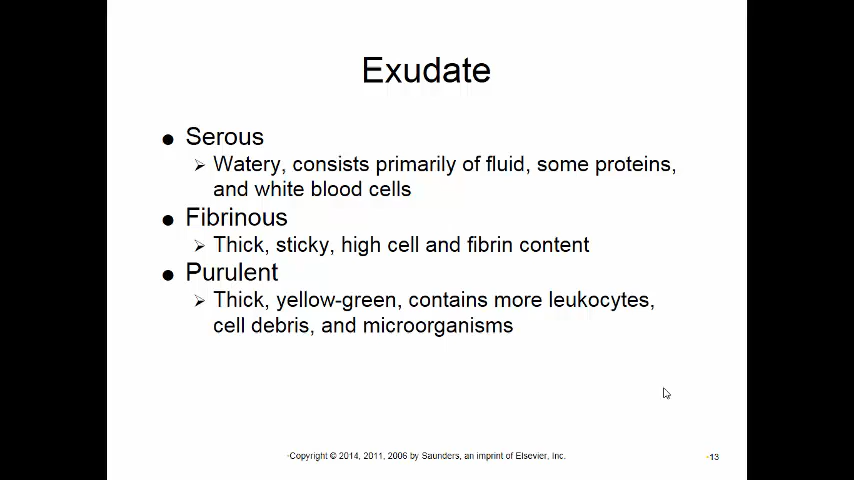 Exudate
● Serous
➢ Watery, consists primarily of fluid, some proteins,
and white blood cells
● Fibrinous
➢ Thick, sticky, high cell and fibrin content
● Purulent
➢ Thick, yellow-green, contains more leukocytes,
cell debris, and microorganisms
•Copyright © 2014, 2011, 2006 by Saunders, an imprint of Elsevier, Inc.
•13